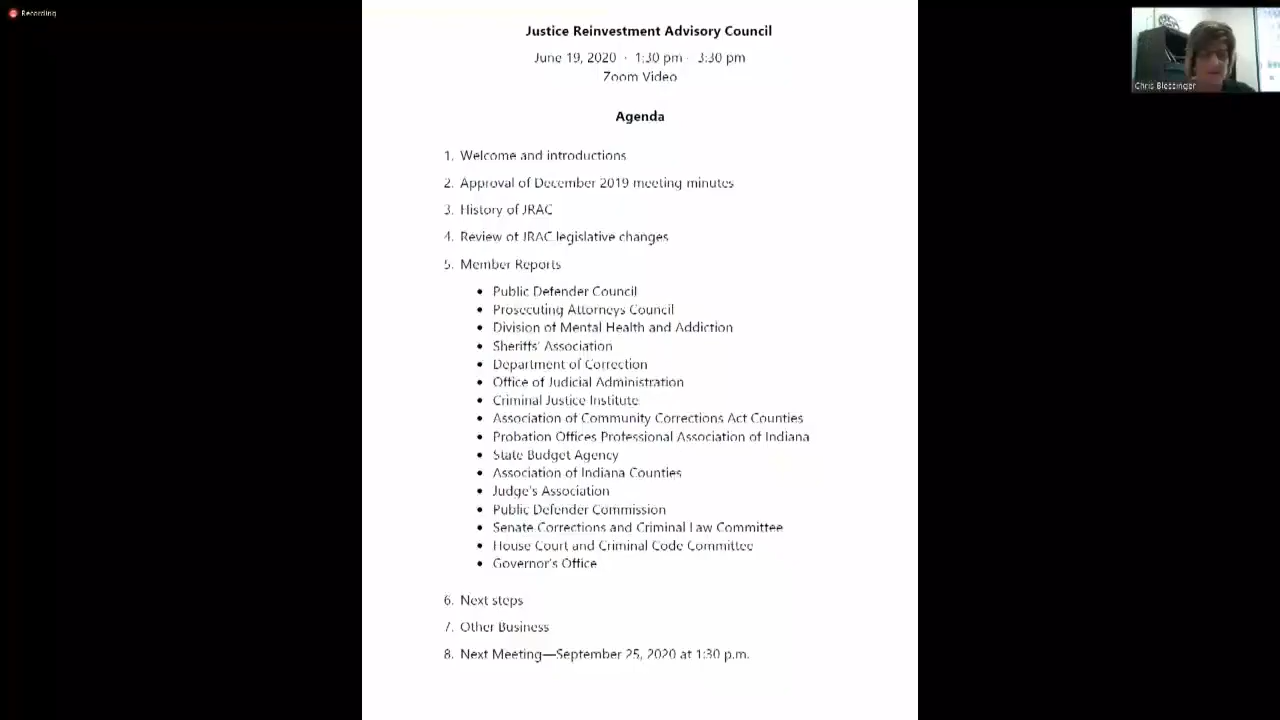 Recording
Justice Reinvestment Advisory Council
June 19, 2020 · 1:30 pm - 3:30 pm
Zoom Video
Chris Blessinger
Agenda
1. Welcome and introductions
2. Approval of December 2019 meeting minutes
3. History of JRAC
4. Review of JRAC legislative changes
5. Member Reports
• Public Defender Council
• Prosecuting Attorneys Council
• Division of Mental Health and Addiction
• Sheriffs' Association
• Department of Correction
• Office of Judicial Administration
• Criminal Justice Institute
• Association of Community Corrections Act Counties
• Probation Offices Professional Association of Indiana
• State Budget Agency
• Association of Indiana Counties
• Judge's Association
• Public Defender Commission
• Senate Corrections and Criminal Law Committee
• House Court and Criminal Code Committee
• Governor's Office
6. Next steps
7. Other Business
8. Next Meeting—September 25, 2020 at 1:30 p.m.